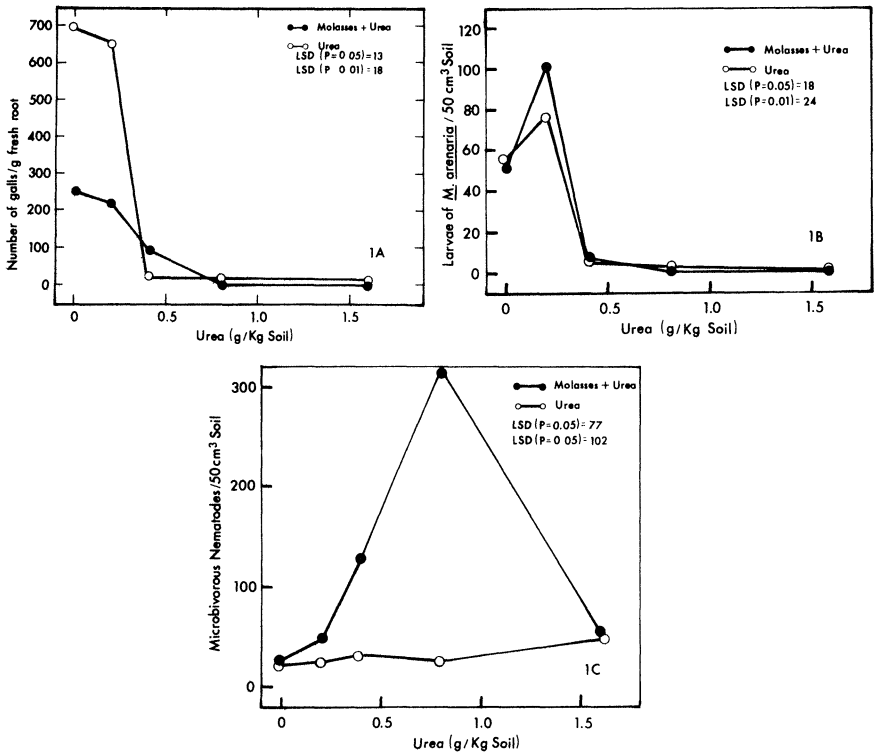 700
600
500
400
300
200
100
0
Number of galls/g fresh root
Molasses + Urea
Urea
LSD (P=0 05)=13
LSD (P 0 01)=18
1A
0 0.5 1.0 1.5
Urea (g/Kg Soil)
120
100
80
60
40
20
0
Larvae of M. arenaria / 50 cm³ Soil
Molasses + Urea
Urea
LSD (P=0.05)=18
LSD (P=0.01)=24
1B
0 0.5 1.0 1.5
Urea (g/Kg Soil)
300
200
100
0
Microbivorous Nematodes/50cm³ Soil
Molasses + Urea
Urea
LSD (P=0.05)=77
LSD (P=0 05)=102
1C
0 0.5 1.0 1.5
Urea (g/Kg Soil)